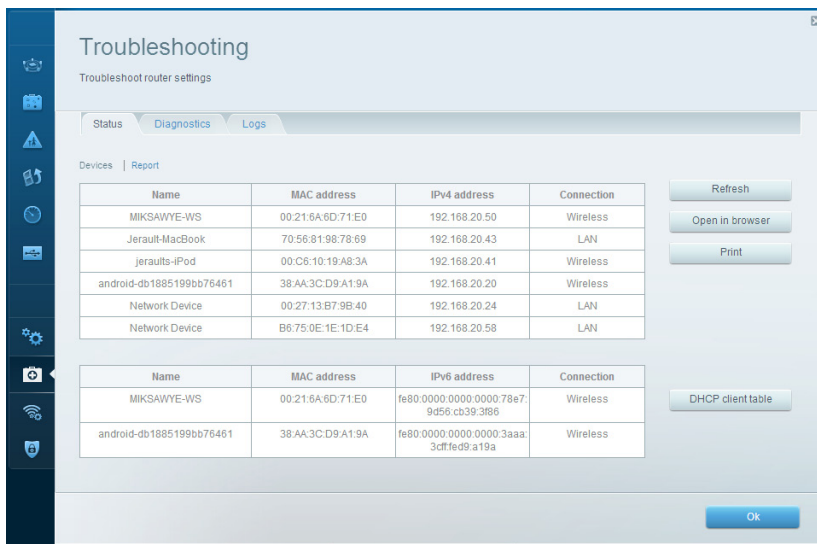 Troubleshooting
Troubleshoot router settings
Status Diagnostics Logs
Devices | Report
Name MAC address IPv4 address Connection
MIKSAWYE-WS 00:21:6A:6D:71:E0 192.168.20.50 Wireless
Jerault-MacBook 70:56:81:98:78:69 192.168.20.43 LAN
jeraults-iPod 00:C6:10:19:A8:3A 192.168.20.41 Wireless
android-db1885199bb76461 38:AA:3C:D9:A1:9A 192.168.20.20 Wireless
Network Device 00:27:13:B7:9B:40 192.168.20.24 LAN
Network Device B6:75:0E:1E:1D:E4 192.168.20.58 LAN
Refresh
Open in browser
Print
Name MAC address IPv6 address Connection
MIKSAWYE-WS 00:21:6A:6D:71:E0 fe80:0000:0000:0000:78e7: Wireless
9d56:cb39:3f86
android-db1885199bb76461 38:AA:3C:D9:A1:9A fe80:0000:0000:0000:3aaa: Wireless
3cff:fed9:a19a
DHCP client table
Ok